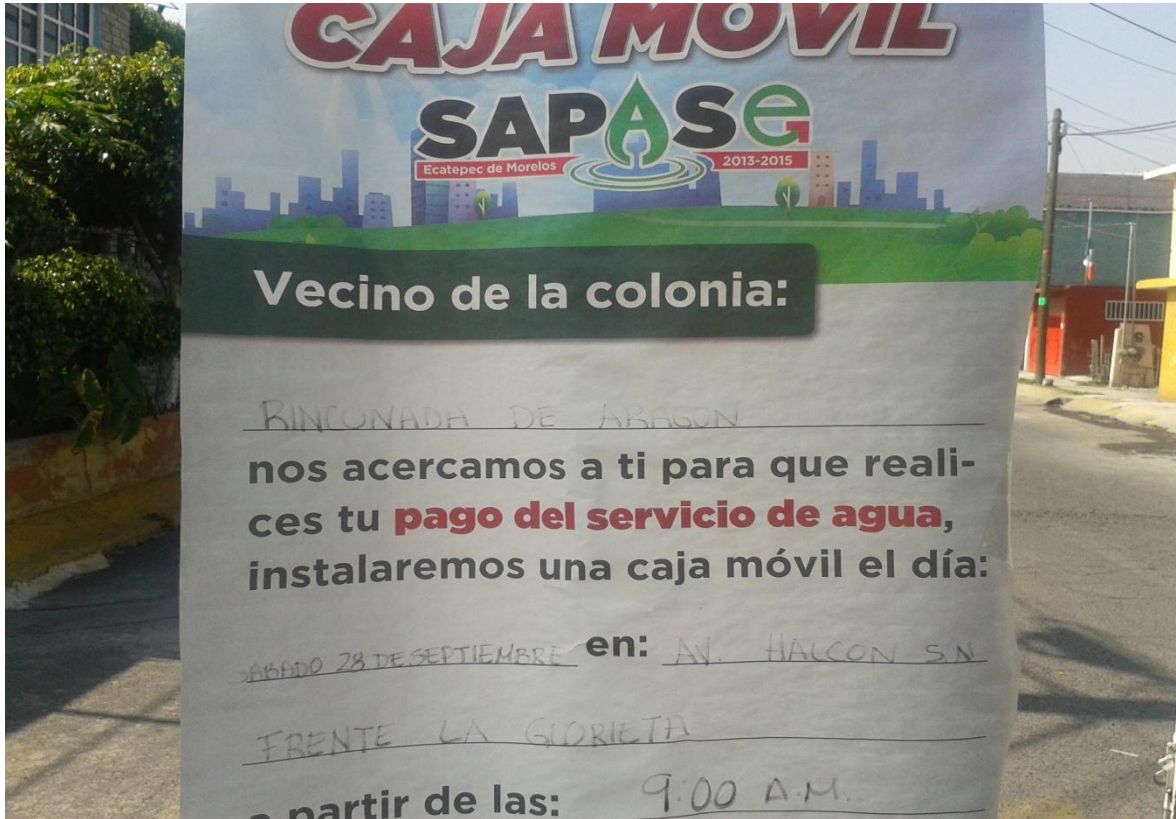 CAJA MÓVIL
SAPASE
Ecatepec de Morelos 2013-2015
Vecino de la colonia:
RINCONADA DE ARAGON
nos acercamos a ti para que reali-
ces tu pago del servicio de agua,
instalaremos una caja móvil el día:
SABADO 28 DE SEPTIEMBRE en: AV. HALCON S.N
FRENTE LA GLORIETA
a partir de las: 9:00 A.M.